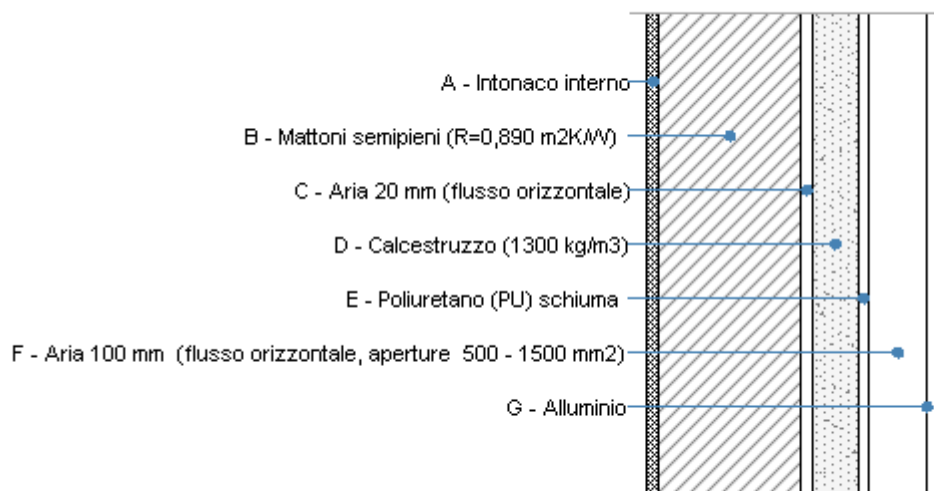 A - Intonaco interno
B - Mattoni semipieni (R=0,890 m2K/W)
C - Aria 20 mm (flusso orizzontale)
D - Calcestruzzo (1300 kg/m3)
E - Poliuretano (PU) schiuma
F - Aria 100 mm (flusso orizzontale, aperture 500 - 1500 mm2)
G - Alluminio